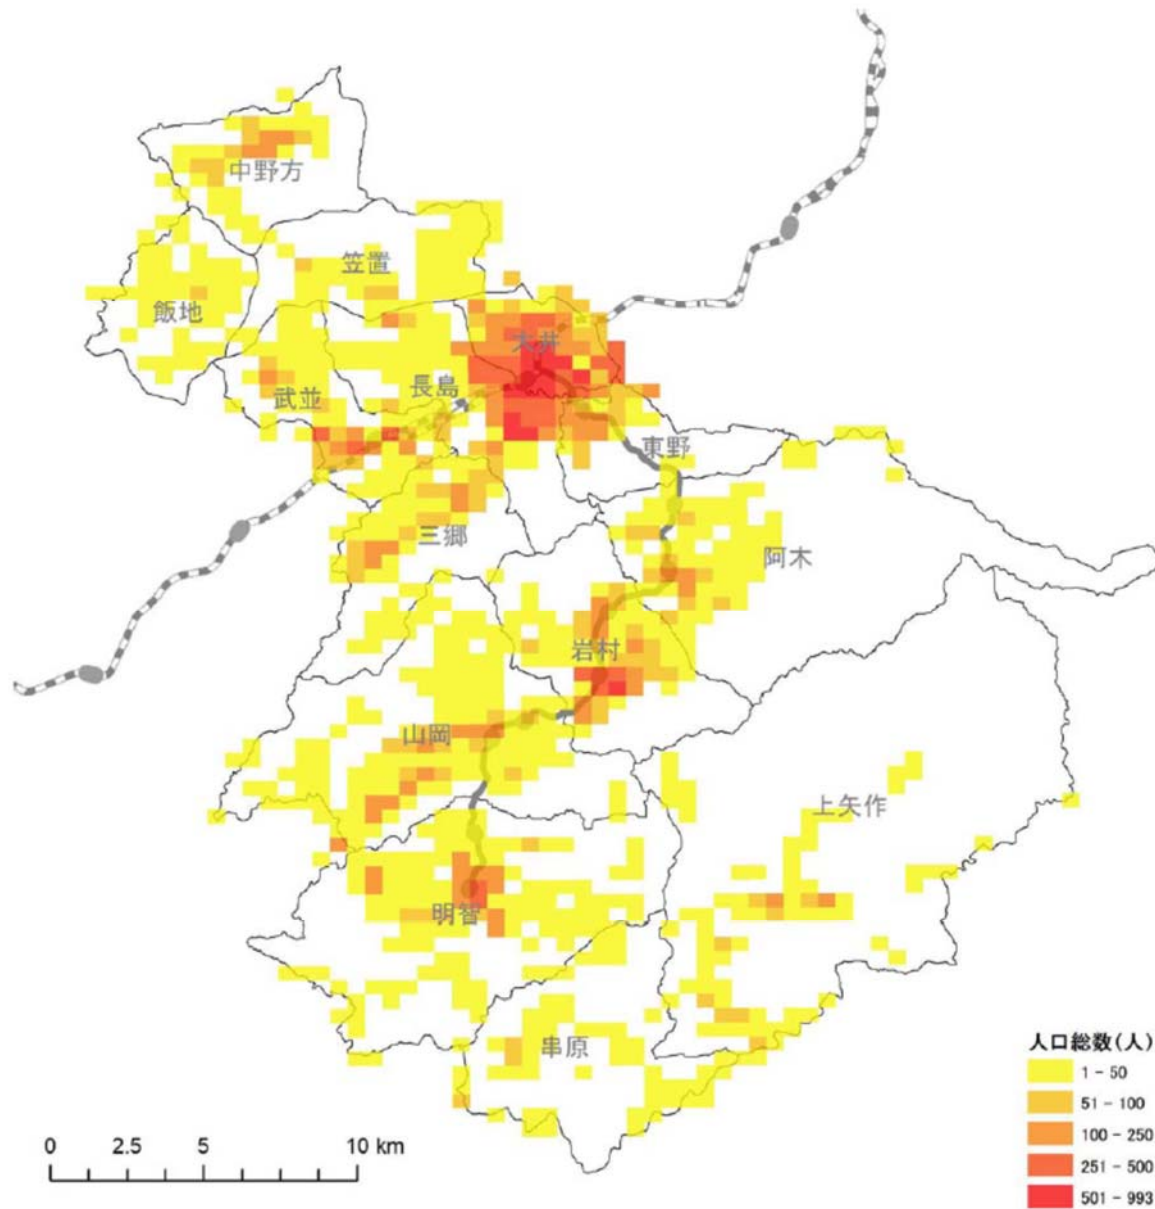 中野方
笠置
飯地
大井
長島
武並
東野
三郷
阿木
岩村
山岡
上矢作
明智
串原
人口総数(人)
1 - 50
51 - 100
100 - 250
251 - 500
501 - 993
0 2.5 5 10 km